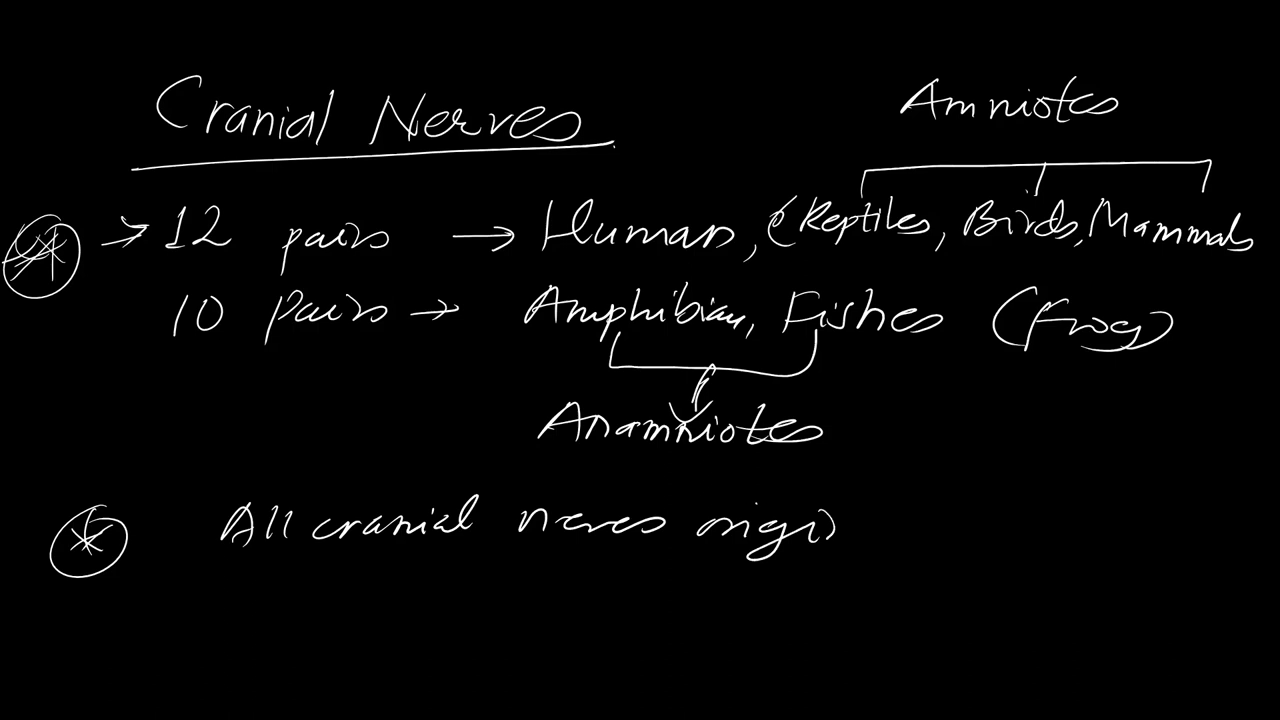 Cranial Nerves
Amniotes
→ 12 pairs → Human, (Reptiles, Birds, Mammals
10 pairs → Amphibian, Fishes (frog)
Anamniotes
All cranial nerves origi